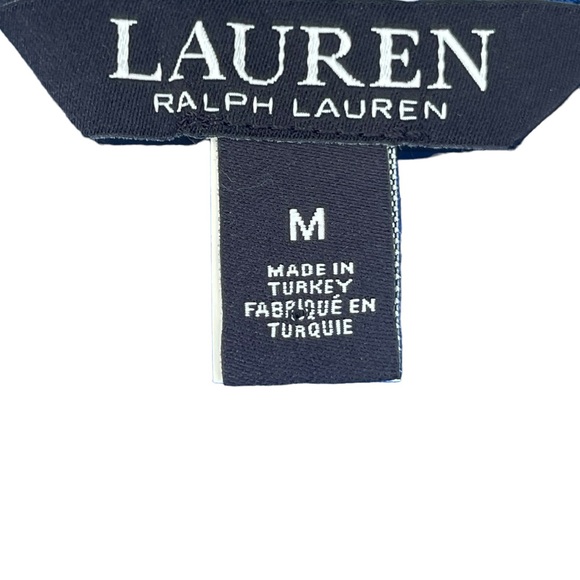 LAUREN
RALPH LAUREN
M
MADE IN
TURKEY
FABRIQUÉ EN
TURQUIE